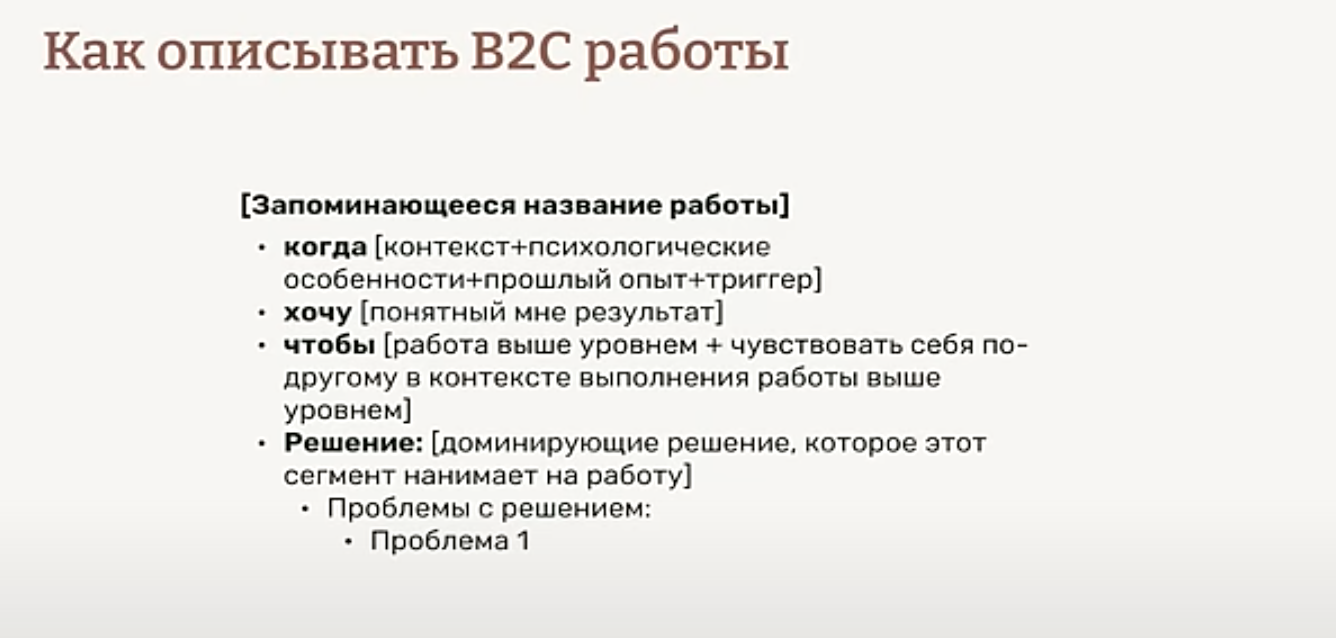 Как описывать B2C работы
[Запоминающееся название работы]
• когда [контекст+психологические
особенности+прошлый опыт+триггер]
• хочу [понятный мне результат]
• чтобы [работа выше уровнем + чувствовать себя по-
другому в контексте выполнения работы выше
уровнем]
• Решение: [доминирующие решение, которое этот
сегмент нанимает на работу]
• Проблемы с решением:
• Проблема 1